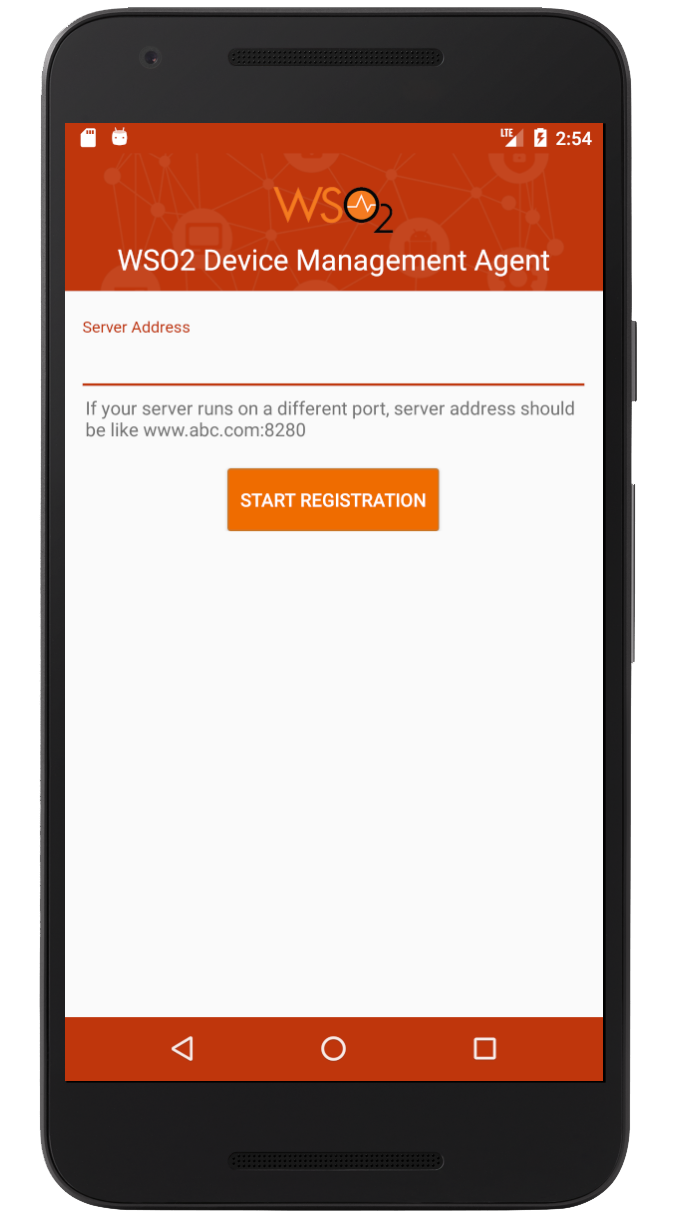 LTE
2:54
WSO2
WSO2 Device Management Agent
Server Address
If your server runs on a different port, server address should
be like www.abc.com:8280
START REGISTRATION